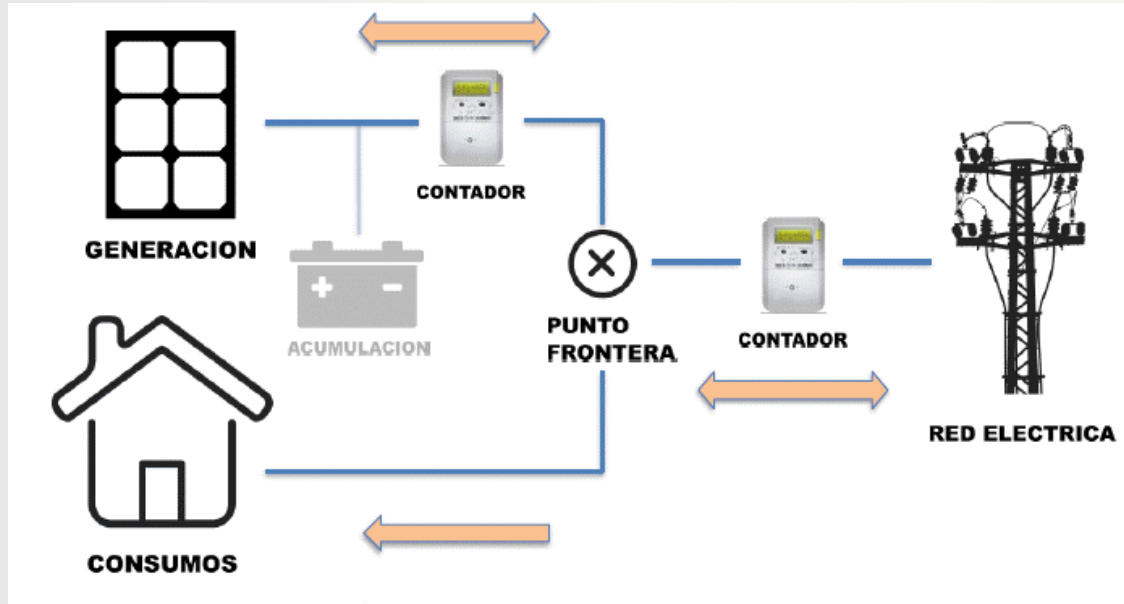 CONTADOR
GENERACION
ACUMULACION
PUNTO
FRONTERA
CONTADOR
RED ELECTRICA
CONSUMOS